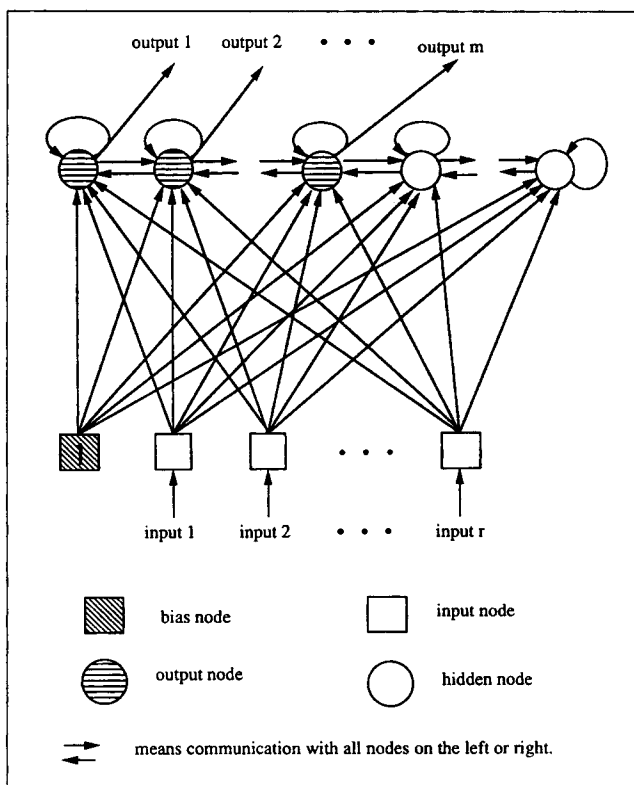 output 1 output 2 • • • output m
1
• • •
input 1 input 2 • • • input r
bias node input node
output node hidden node
means communication with all nodes on the left or right.